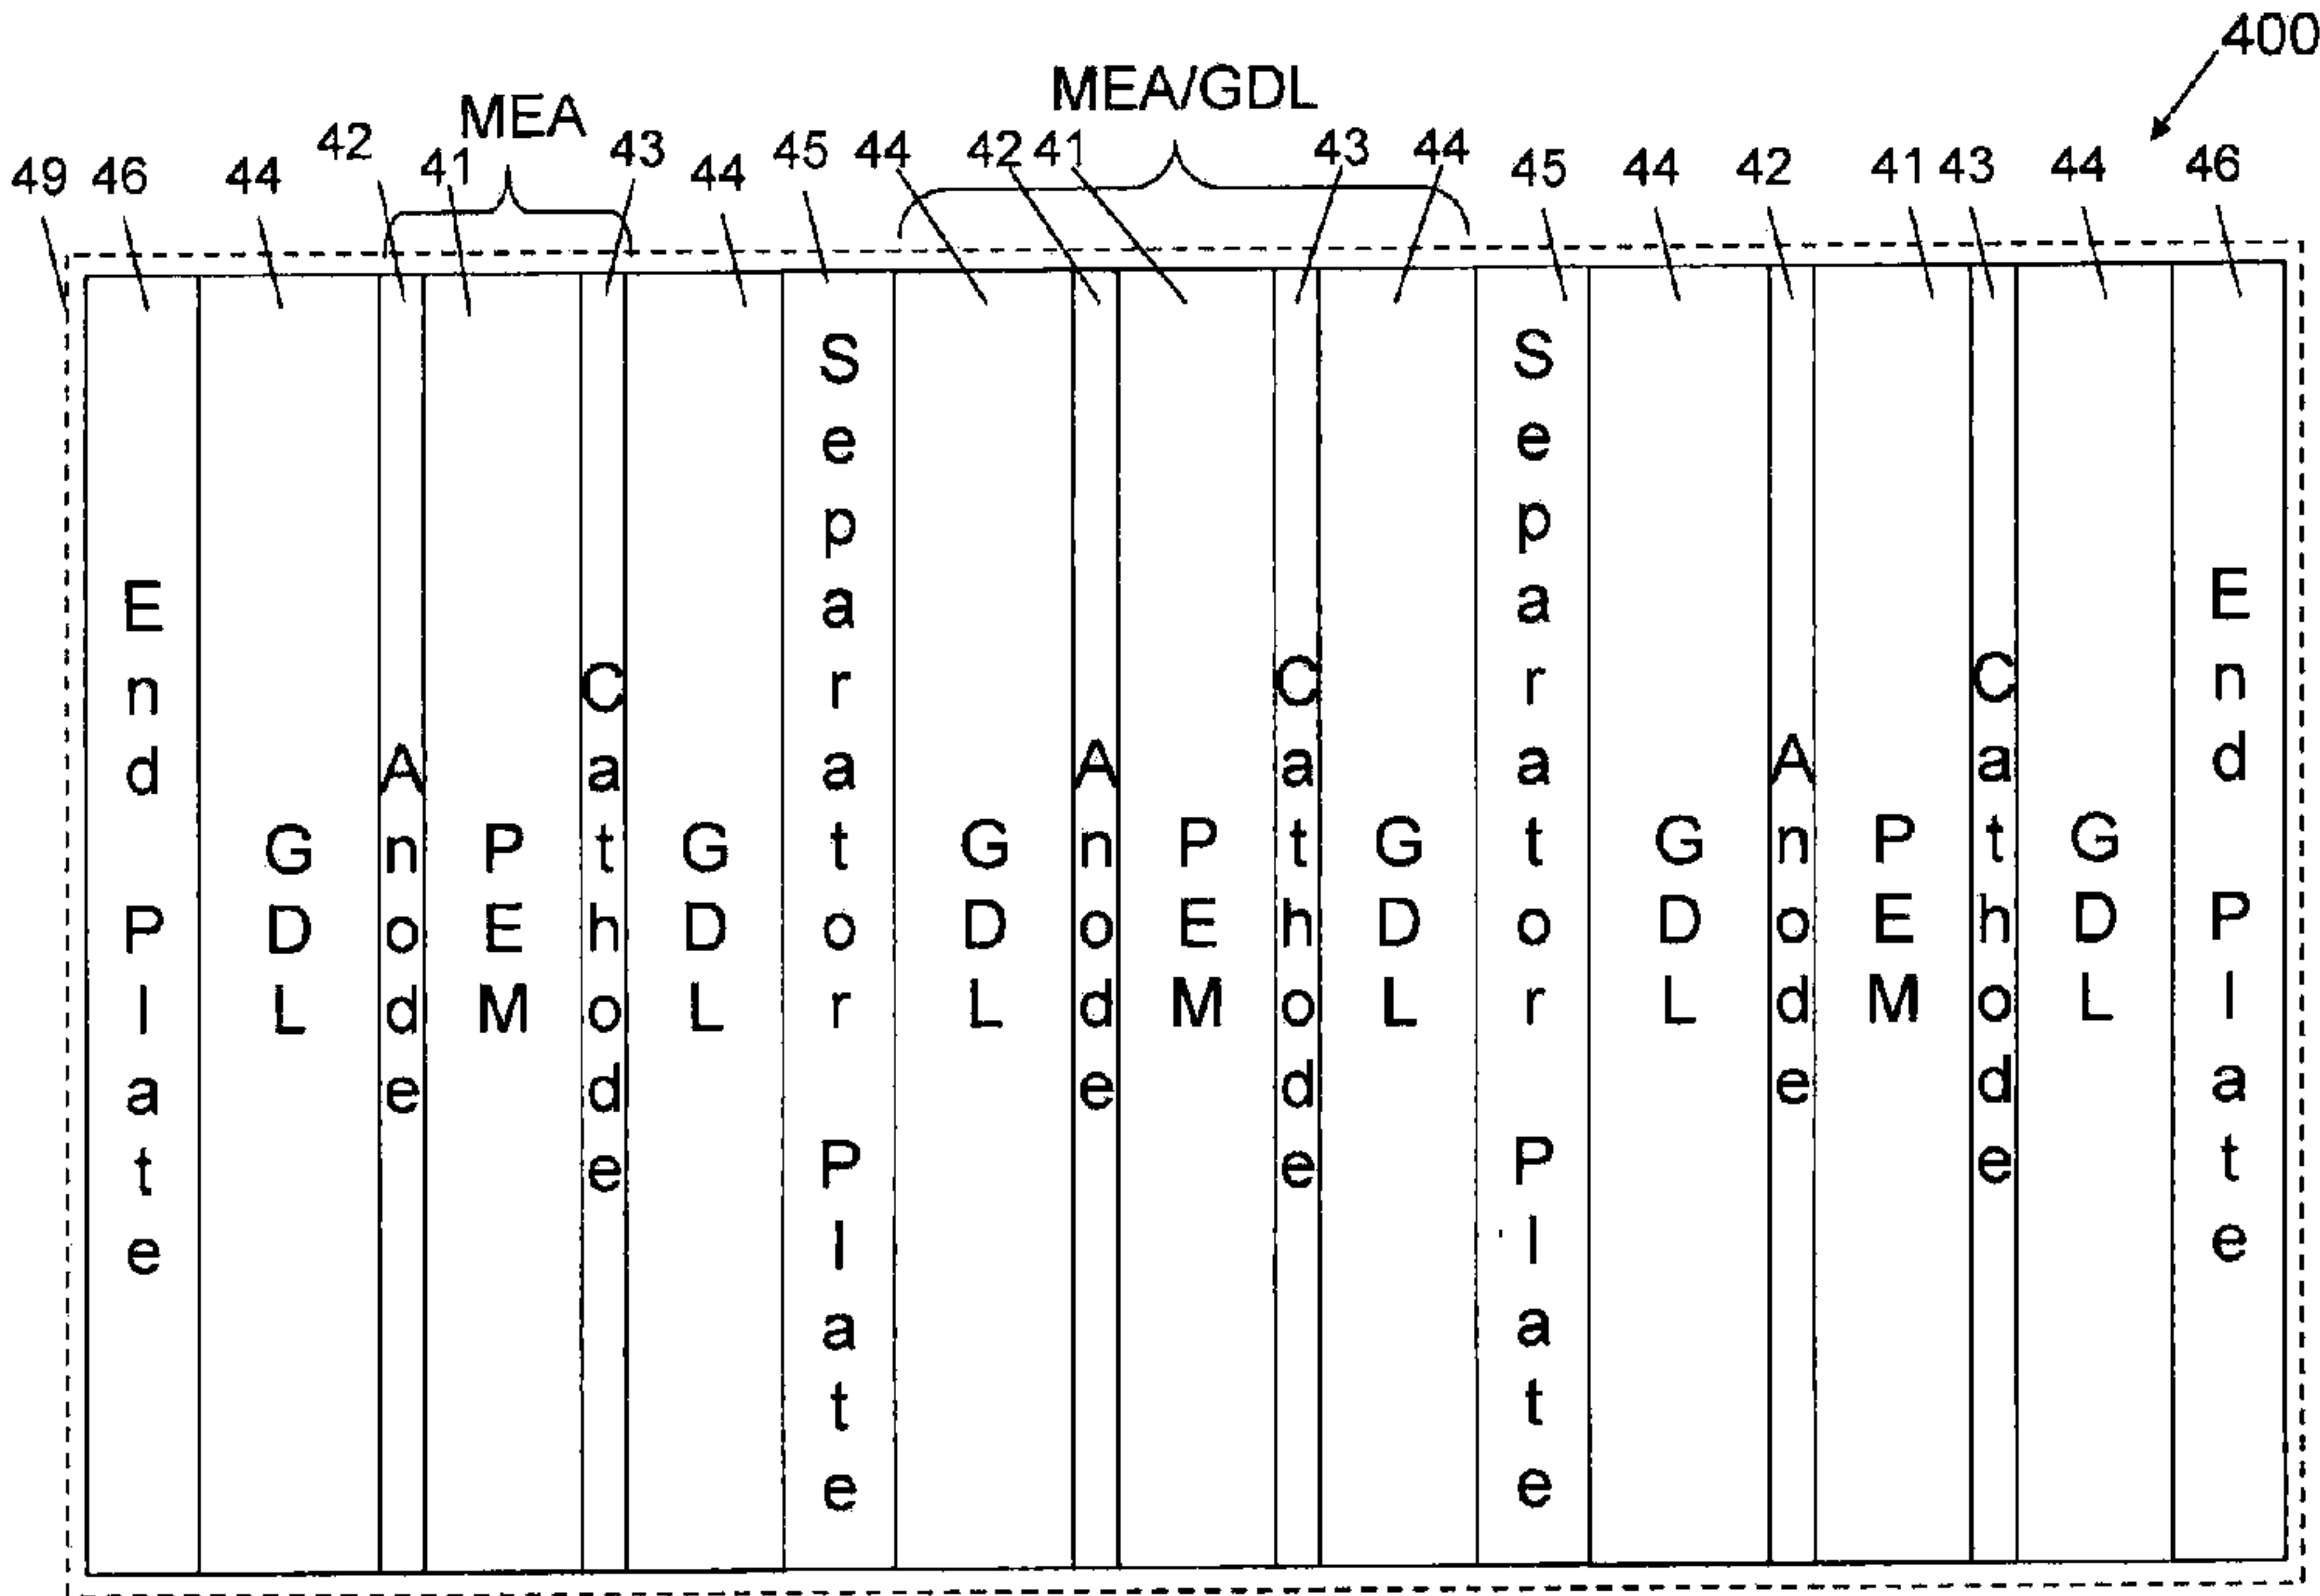 400
MEA/GDL
MEA
49 46 44 42 41 43 44 45 44 42 41 43 44 45 44 42 41 43 44 46
End Plate
GDL
Anode
PEM
Cathode
GDL
Separator Plate
GDL
Anode
PEM
Cathode
GDL
Separator Plate
GDL
Anode
PEM
Cathode
GDL
End Plate